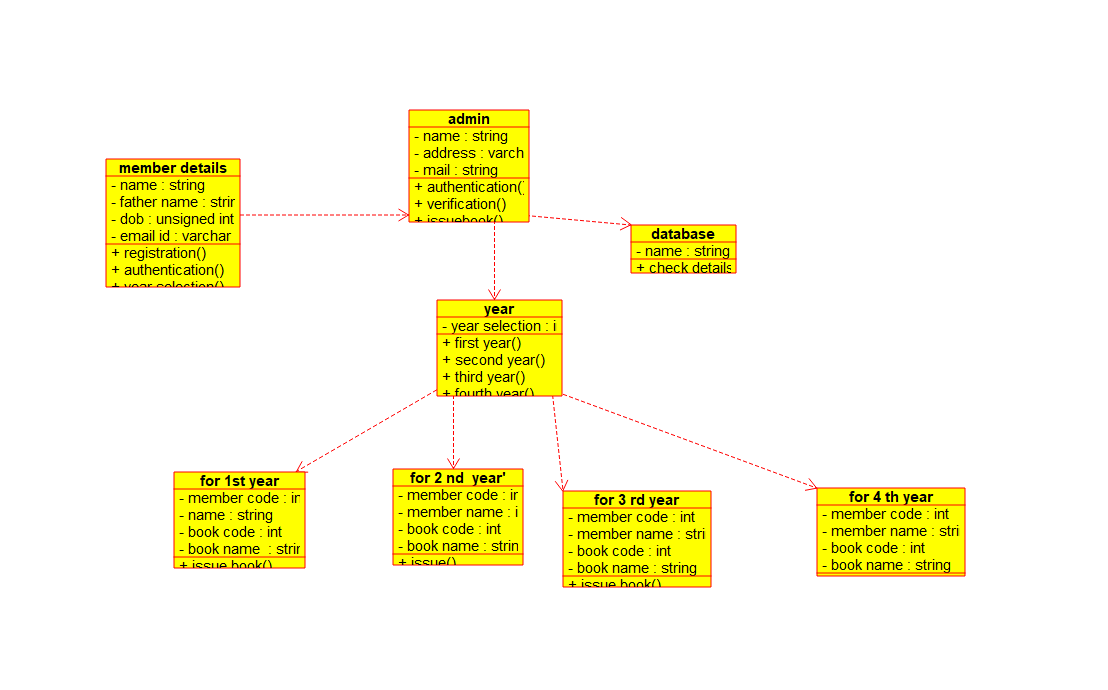 admin
- name : string
- address : varch
- mail : string
+ authentication()
+ verification()
+ issuebook()
member details
- name : string
- father name : strin
- dob : unsigned int
- email id : varchar
+ registration()
+ authentication()
+ year selection()
database
- name : string
+ check details
year
- year selection : i
+ first year()
+ second year()
+ third year()
+ fourth year()
for 1st year
- member code : in
- name : string
- book code : int
- book name : strin
+ issue book()
for 2 nd year'
- member code : in
- member name : i
- book code : int
- book name : strin
+ issue()
for 3 rd year
- member code : int
- member name : stri
- book code : int
- book name : string
+ issue book()
for 4 th year
- member code : int
- member name : stri
- book code : int
- book name : string